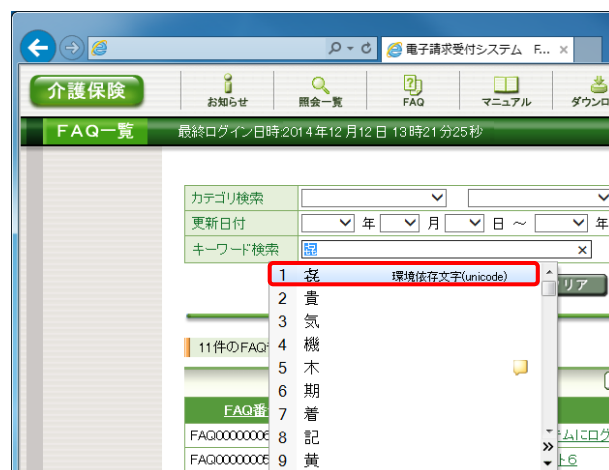 電子請求受付システム F...
介護保険
お知らせ
照会一覧
FAQ
マニュアル
ダウンロ
FAQ一覧
最終ログイン日時:2014年12月12日 13時21分25秒
カテゴリ検索
更新日付
年 月 日 ~ 年
キーワード検索
1 㐂 環境依存文字(unicode)
リア
2 貴
3 気
11件のFAQ
4 機
5 木
6 期
FAQ番
7 着
FAQ0000000
8 記
テムにログ
FAQ0000000
9 黄
ト6